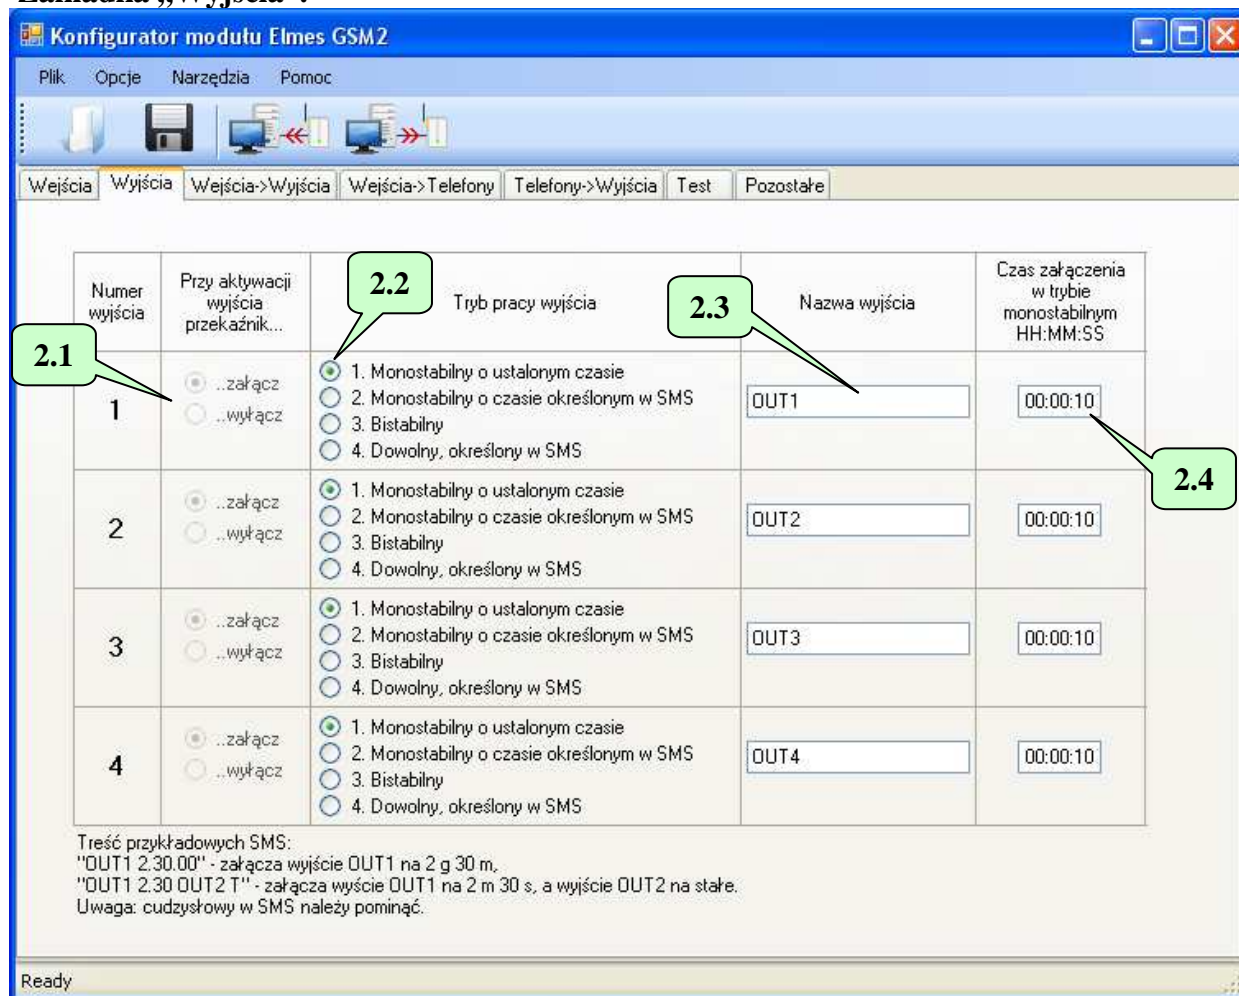 Zakładka „Wyjścia”:
Konfigurator modułu Elmes GSM2
Plik Opcje Narzędzia Pomoc
Wejścia Wyjścia Wejścia->Wyjścia Wejścia->Telefony Telefony->Wyjścia Test Pozostałe
Numer wyjścia
Przy aktywacji wyjścia przekaźnik...
2.2
Tryb pracy wyjścia
2.3
Nazwa wyjścia
Czas załączenia w trybie monostabilnym HH:MM:SS
2.1
1
..załącz
..wyłącz
1. Monostabilny o ustalonym czasie
2. Monostabilny o czasie określonym w SMS
3. Bistabilny
4. Dowolny, określony w SMS
OUT1
00:00:10
2.4
2
..załącz
..wyłącz
1. Monostabilny o ustalonym czasie
2. Monostabilny o czasie określonym w SMS
3. Bistabilny
4. Dowolny, określony w SMS
OUT2
00:00:10
3
..załącz
..wyłącz
1. Monostabilny o ustalonym czasie
2. Monostabilny o czasie określonym w SMS
3. Bistabilny
4. Dowolny, określony w SMS
OUT3
00:00:10
4
..załącz
..wyłącz
1. Monostabilny o ustalonym czasie
2. Monostabilny o czasie określonym w SMS
3. Bistabilny
4. Dowolny, określony w SMS
OUT4
00:00:10
Treść przykładowych SMS:
"OUT1 2.30.00" - załącza wyjście OUT1 na 2 g 30 m,
"OUT1 2.30 OUT2 T" - załącza wyście OUT1 na 2 m 30 s, a wyjście OUT2 na stałe.
Uwaga: cudzysłowy w SMS należy pominąć.
Ready